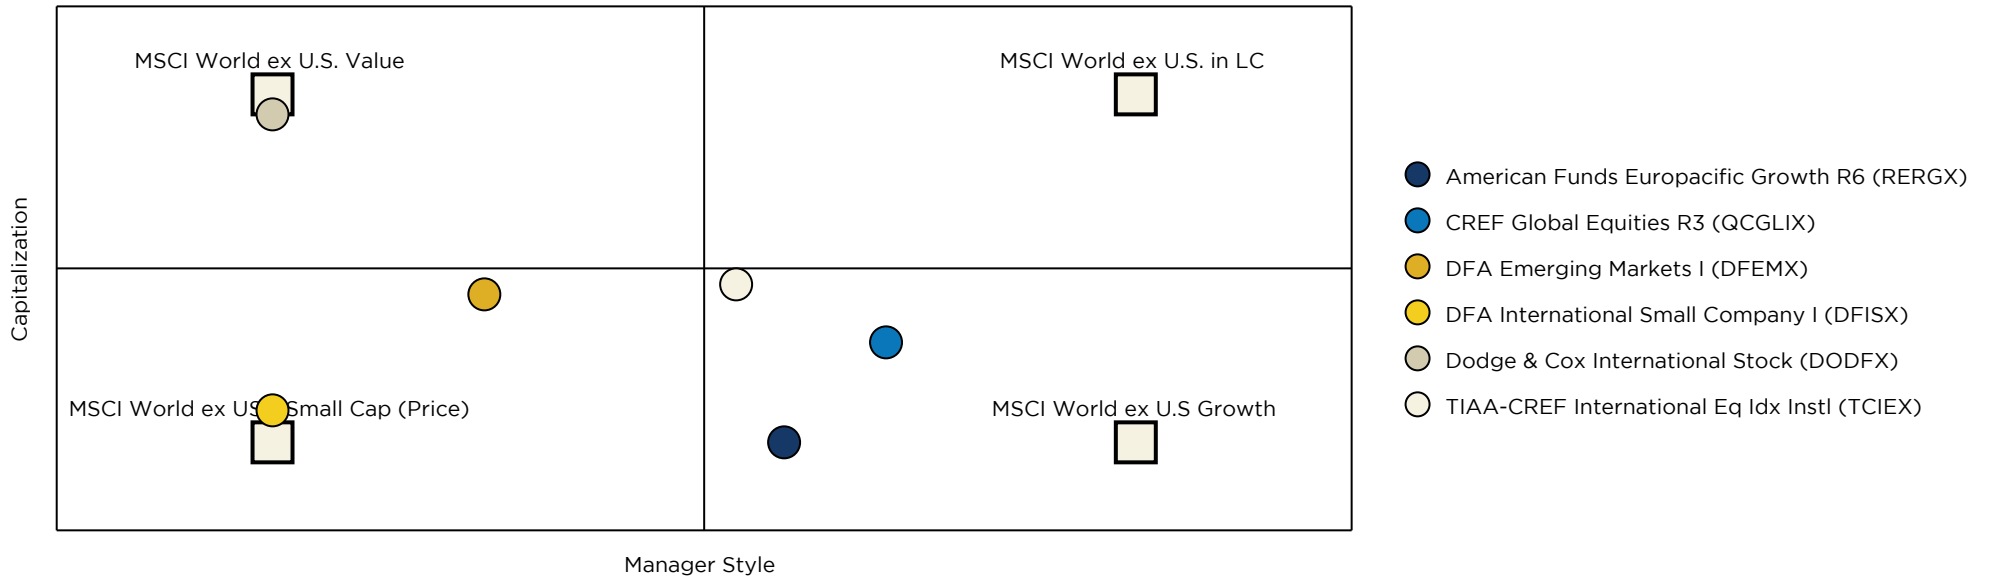 MSCI World ex U.S. Value
MSCI World ex U.S. in LC
Capitalization
MSCI World ex US Small Cap (Price)
MSCI World ex U.S Growth
Manager Style
American Funds Europacific Growth R6 (RERGX)
CREF Global Equities R3 (QCGLIX)
DFA Emerging Markets I (DFEMX)
DFA International Small Company I (DFISX)
Dodge & Cox International Stock (DODFX)
TIAA-CREF International Eq Idx Instl (TCIEX)